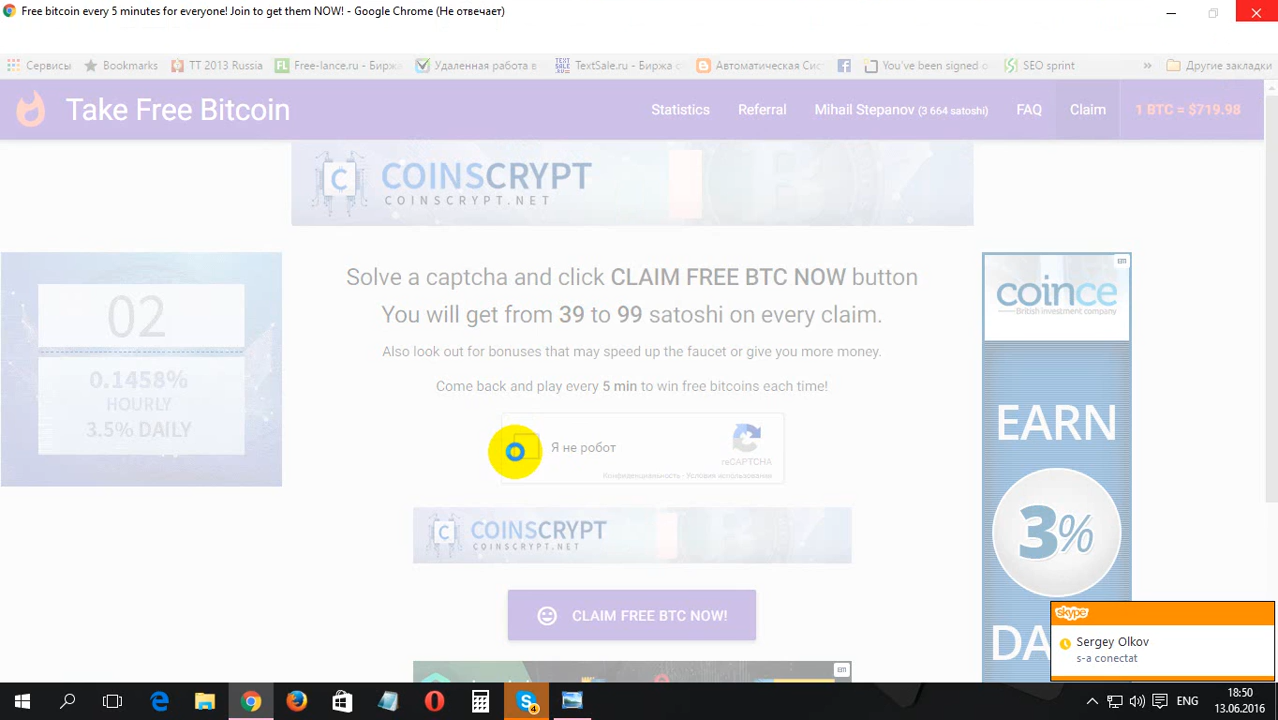 Free bitcoin every 5 minutes for everyone! Join to get them NOW! - Google Chrome (Не отвечает)
Сервисы Bookmarks TT 2013 Russia Free-lance.ru - Бирж Удаленная работа в TextSale.ru - Биржа с Автоматическая Сис You've been signed o SEO sprint » Другие закладки
Take Free Bitcoin Statistics Referral Mihail Stepanov (3 664 satoshi) FAQ Claim 1 BTC = $719.98
COINSCRYPT
COINSCRYPT.NET
02
0.1458%
HOURLY
3.5% DAILY
Solve a captcha and click CLAIM FREE BTC NOW button
You will get from 39 to 99 satoshi on every claim.
Also look out for bonuses that may speed up the faucet or give you more money.
Come back and play every 5 min to win free bitcoins each time!
Я не робот
reCAPTCHA
Конфиденциальность - Условия использования
COINSCRYPT
COINSCRYPT.NET
CLAIM FREE BTC NOW!
coince
British investment company
EARN
3%
DA
skype
Sergey Olkov
s-a conectat
4
ENG
18:50
13.06.2016